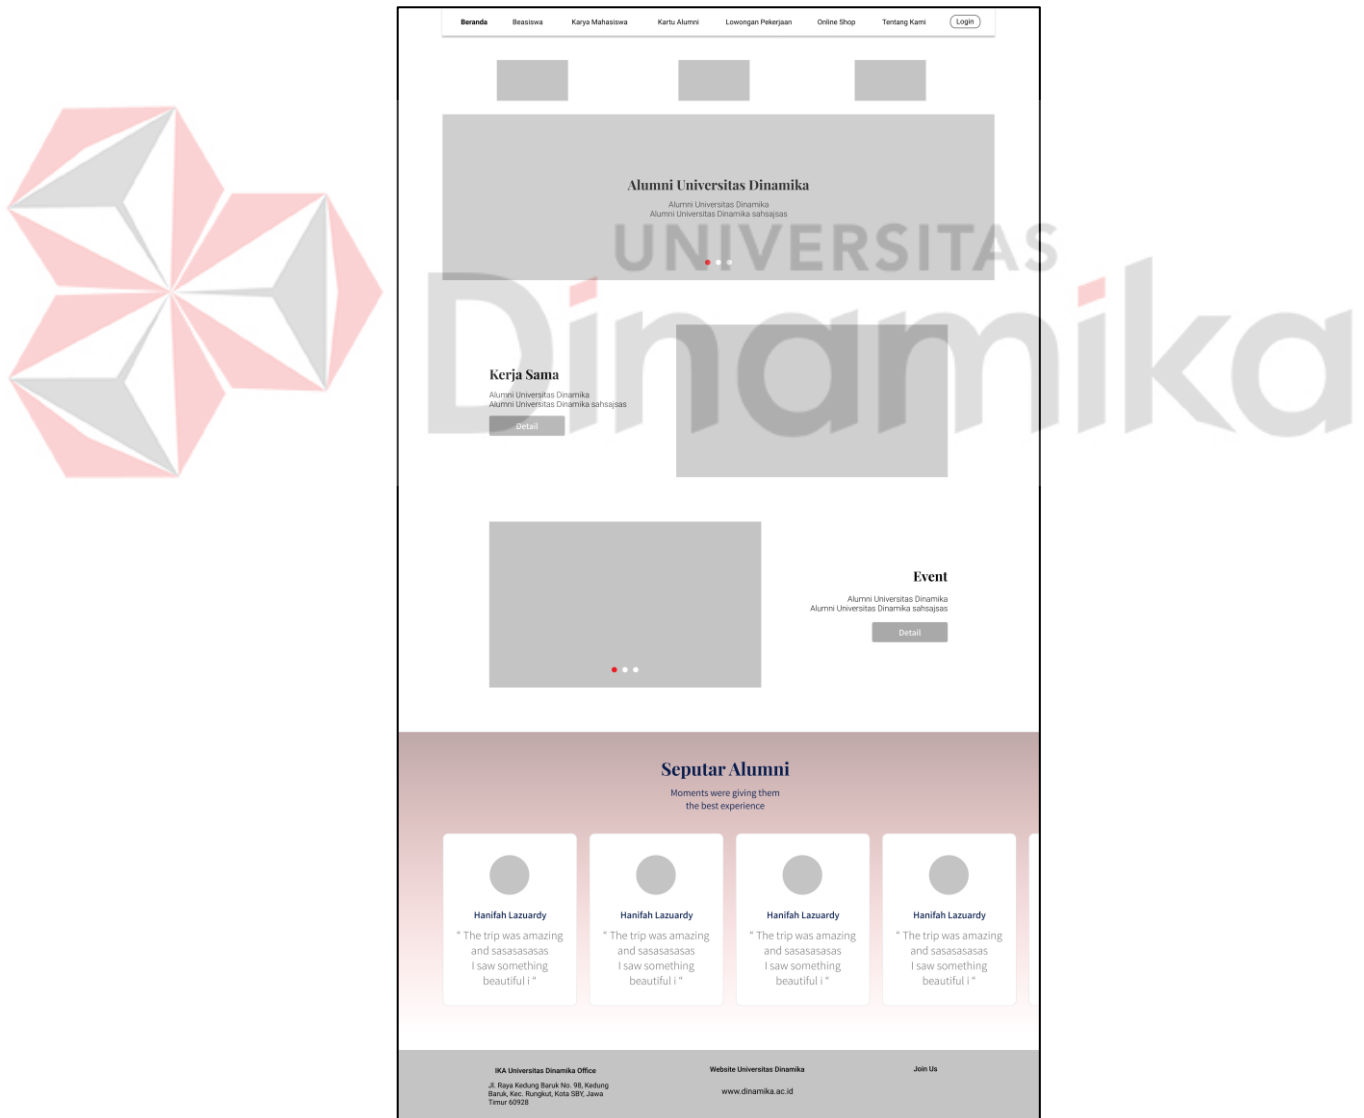 Beranda Beasiswa Karya Mahasiswa Kartu Alumni Lowongan Pekerjaan Online Shop Tentang Kami Login
Alumni Universitas Dinamika
Alumni Universitas Dinamika
Alumni Universitas Dinamika sahsajsas
UNIVERSITAS
Dinamika
Kerja Sama
Alumni Universitas Dinamika
Alumni Universitas Dinamika sahsajsas
Detail
Event
Alumni Universitas Dinamika
Alumni Universitas Dinamika sahsajsas
Detail
Seputar Alumni
Moments were giving them
the best experience
Hanifah Lazuardy
“ The trip was amazing
and sasasasasas
I saw something
beautiful i “
Hanifah Lazuardy
“ The trip was amazing
and sasasasasas
I saw something
beautiful i “
Hanifah Lazuardy
“ The trip was amazing
and sasasasasas
I saw something
beautiful i “
Hanifah Lazuardy
“ The trip was amazing
and sasasasasas
I saw something
beautiful i “
IKA Universitas Dinamika Office
Jl. Raya Kedung Baruk No. 98, Kedung
Baruk, Kec. Rungkut, Kota SBY, Jawa
Timur 60928
Website Universitas Dinamika
www.dinamika.ac.id
Join Us